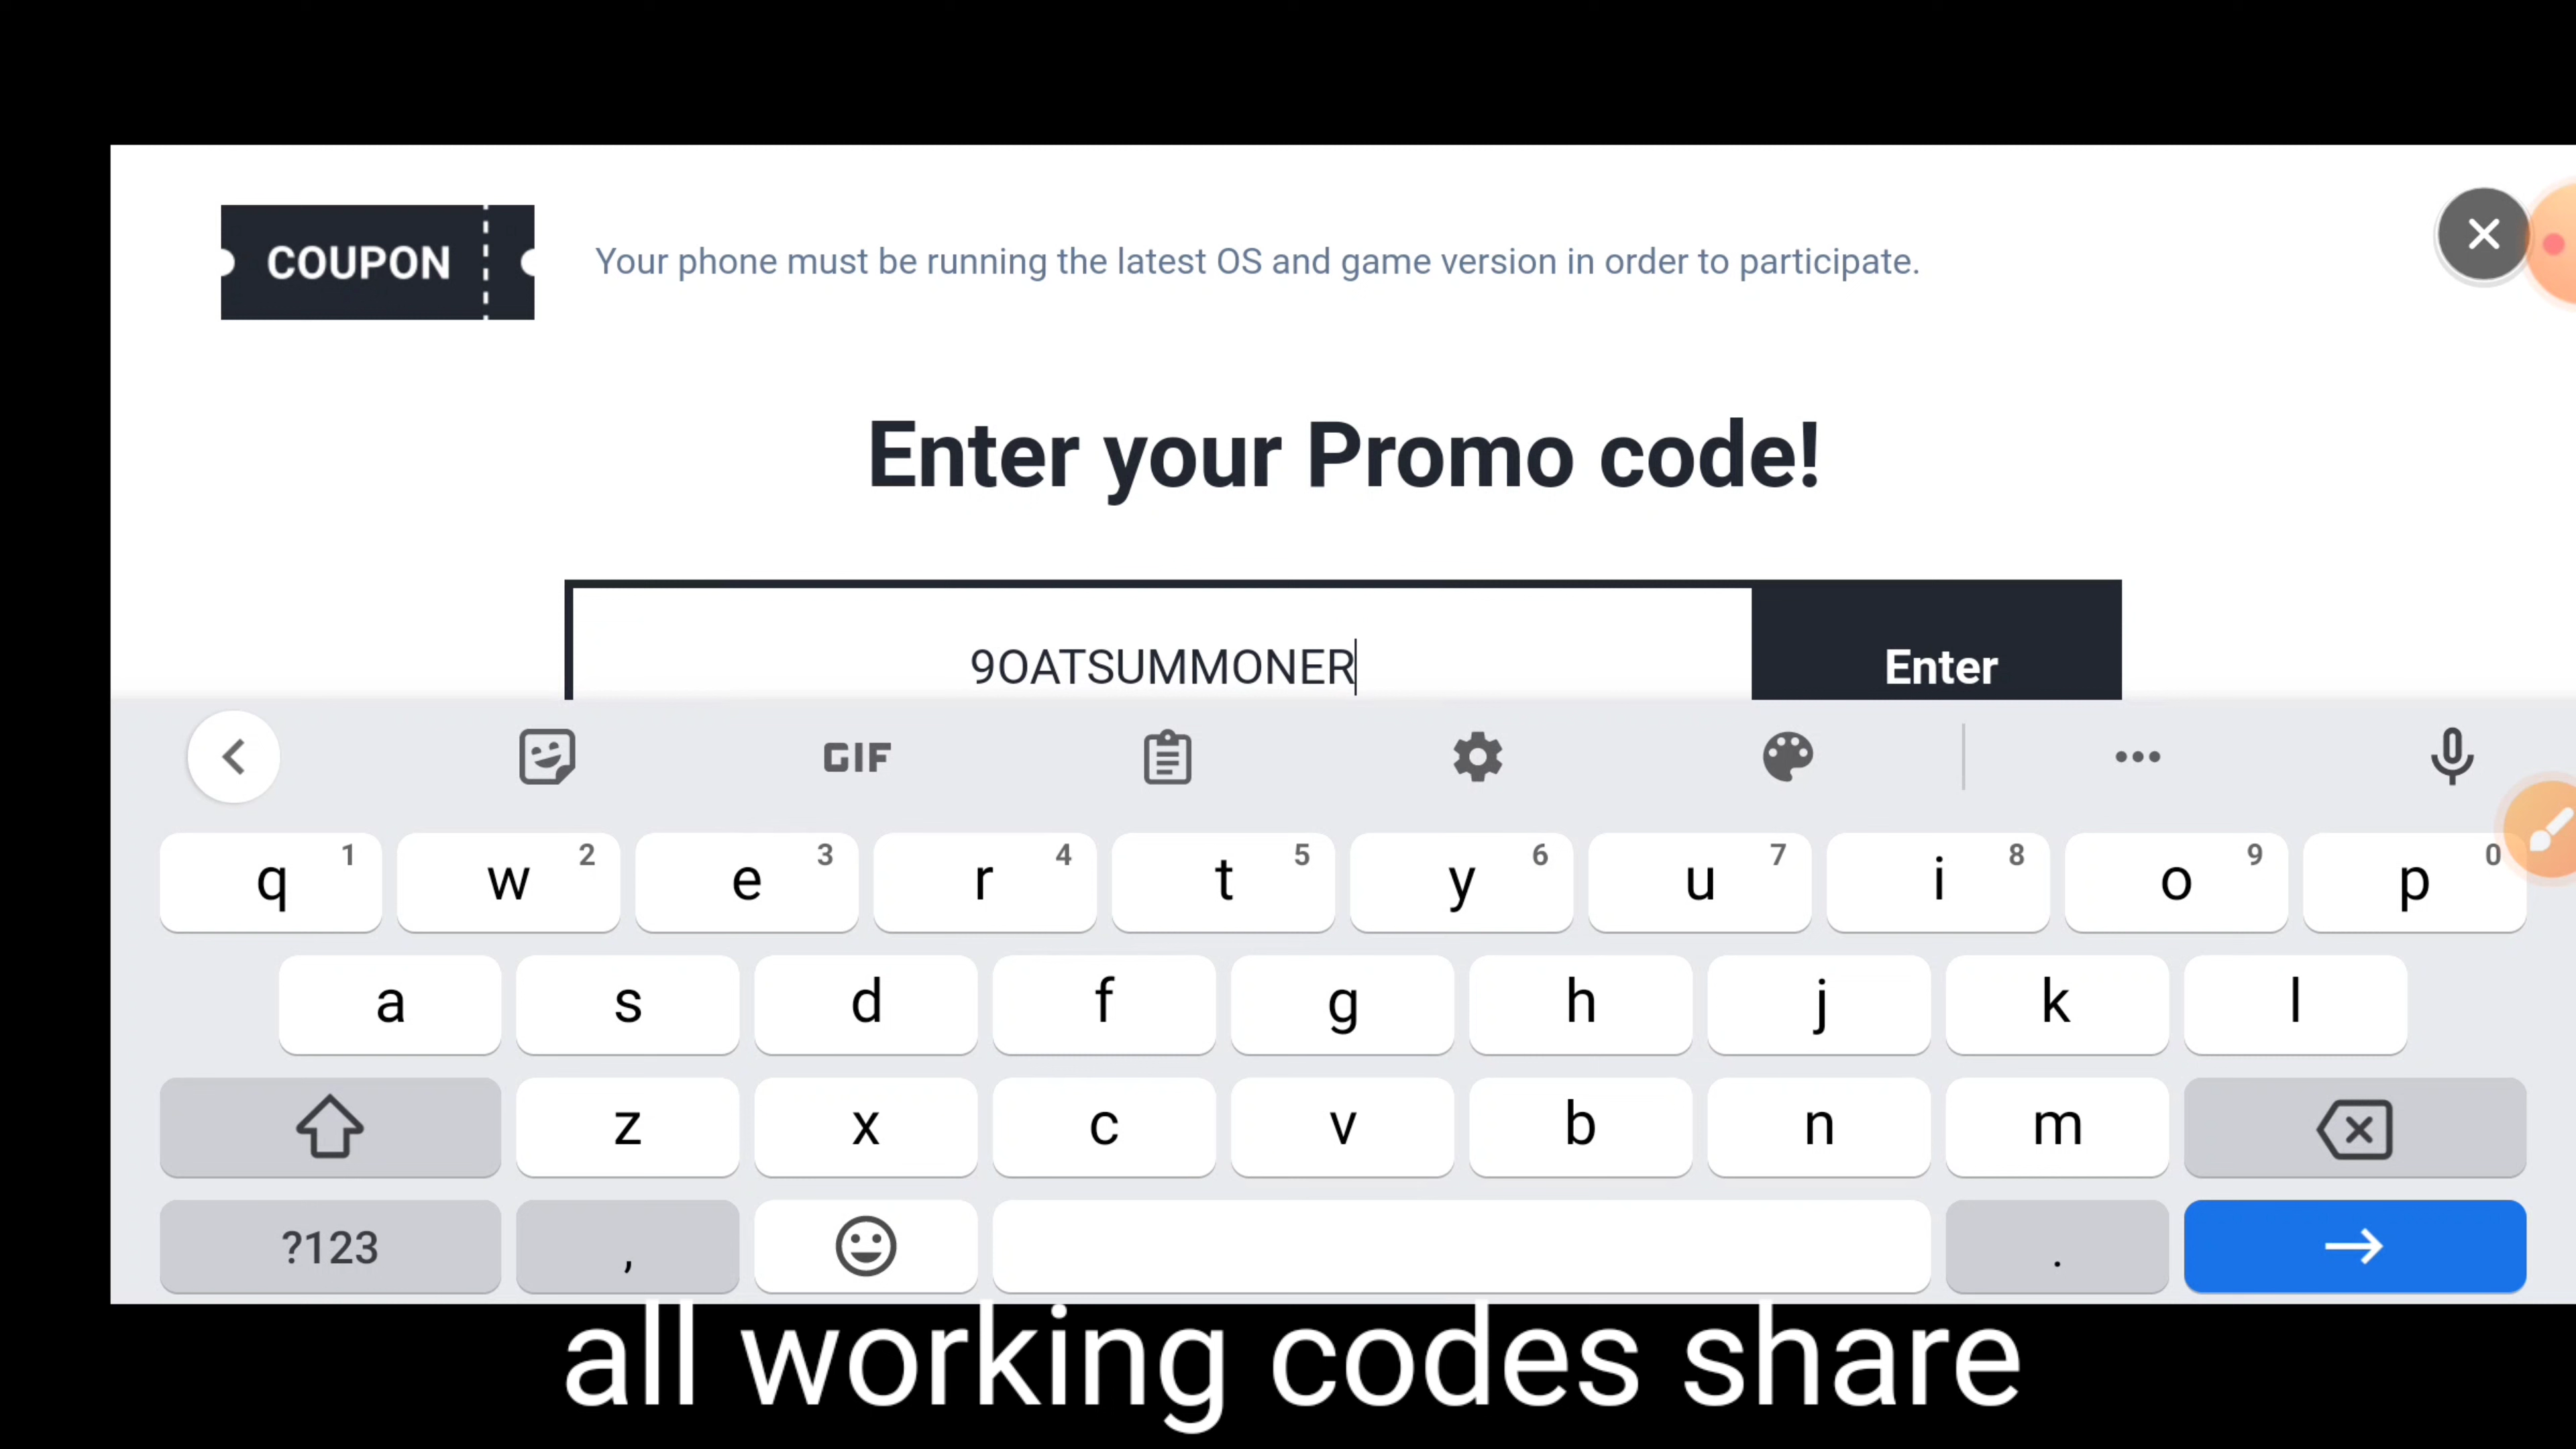 COUPON
Your phone must be running the latest OS and game version in order to participate.
Enter your Promo code!
9OATSUMMONER
Enter
GIF
q 1 w 2 e 3 r 4 t 5 y 6 u 7 i 8 o 9 p 0
a s d f g h j k l
z x c v b n m
?123 , .
all working codes share